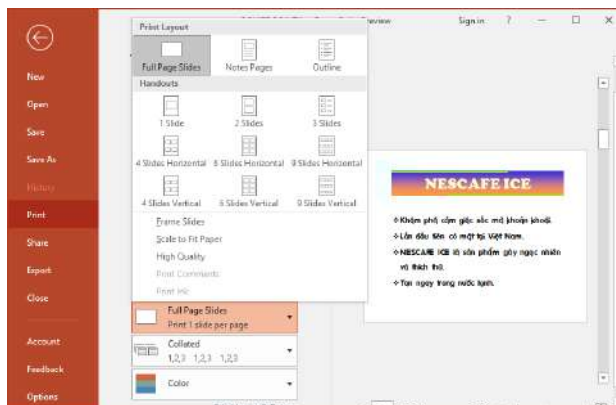 Preview
Sign in ? — □ ×
Print Layout
Full Page Slides Notes Pages Outline
Handouts
1 Slide 2 Slides 3 Slides
4 Slides Horizontal 6 Slides Horizontal 9 Slides Horizontal
4 Slides Vertical 6 Slides Vertical 9 Slides Vertical
Frame Slides
Scale to Fit Paper
High Quality
Print Comments
Print Ink
Full Page Slides
Print 1 slide per page
Collated
1,2,3 1,2,3 1,2,3
Color
New
Open
Save
Save As
History
Print
Share
Export
Close
Account
Feedback
Options
NESCAFE ICE
Khám phá cảm giác sốc mà khoan khoái.
Lần đầu tiên có mặt tại Việt Nam.
NESCAFE ICE là sản phẩm gây ngạc nhiên
và thích thú.
Tan ngay trong nước lạnh.